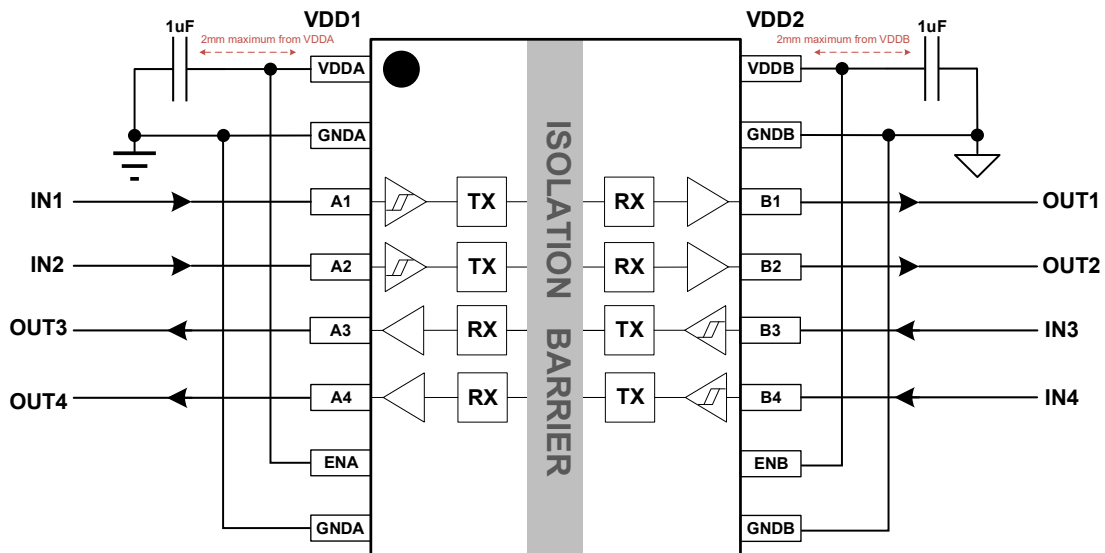 VDD1 VDD2
1uF 1uF
2mm maximum from VDDA 2mm maximum from VDDB
VDDA VDDB
GNDA GNDB
IN1 A1 TX RX B1 OUT1
IN2 A2 TX RX B2 OUT2
OUT3 A3 RX TX B3 IN3
OUT4 A4 RX TX B4 IN4
ENA ENB
GNDA GNDB
ISOLATION BARRIER